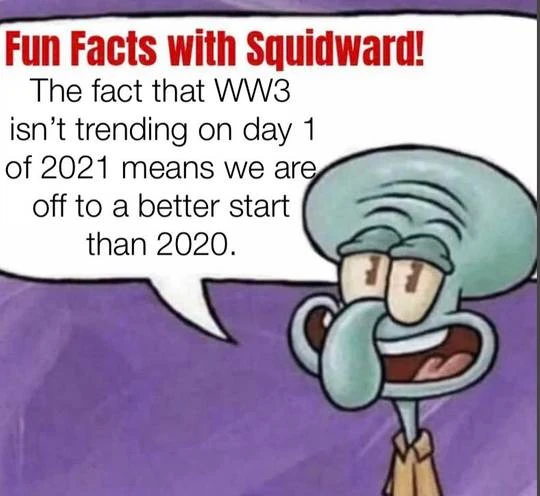 Fun Facts with Squidward!
The fact that WW3
isn't trending on day 1
of 2021 means we are
off to a better start
than 2020.